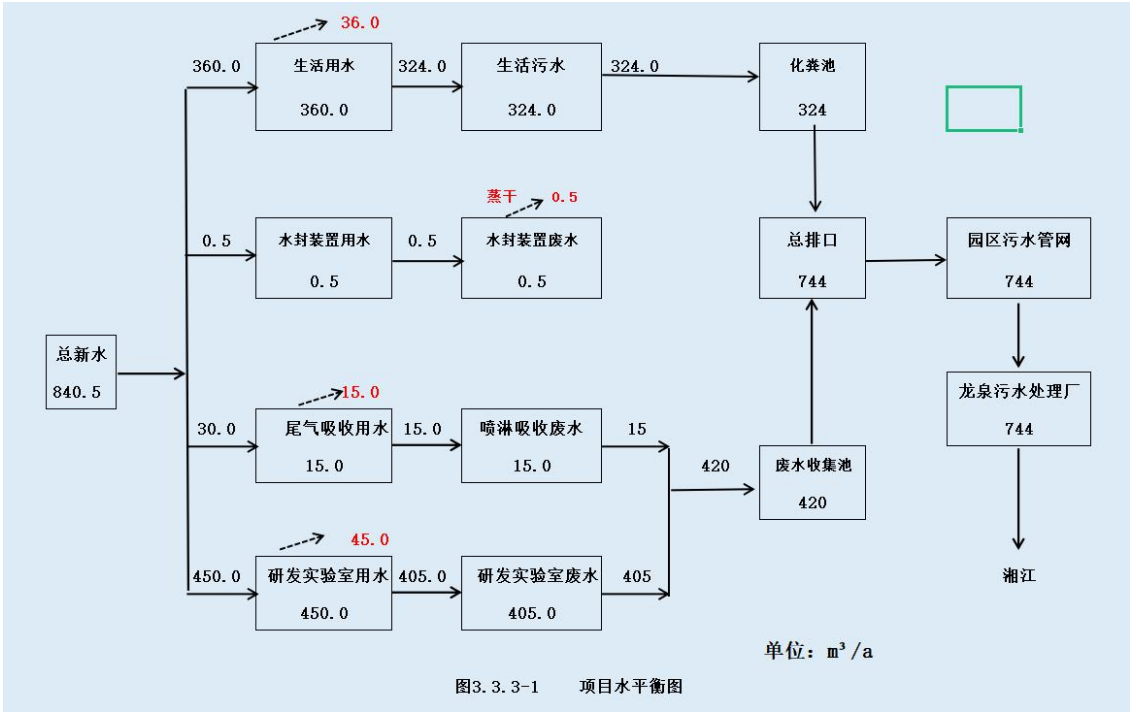 36.0
360.0
生活用水
360.0
324.0
生活污水
324.0
324.0
化粪池
324
蒸干 0.5
0.5
水封装置用水
0.5
0.5
水封装置废水
0.5
总排口
744
园区污水管网
744
总新水
840.5
15.0
30.0
尾气吸收用水
15.0
15.0
喷淋吸收废水
15.0
15
420
废水收集池
420
龙泉污水处理厂
744
45.0
450.0
研发实验室用水
450.0
405.0
研发实验室废水
405.0
405
湘江
单位: m³/a
图3.3.3-1 项目水平衡图